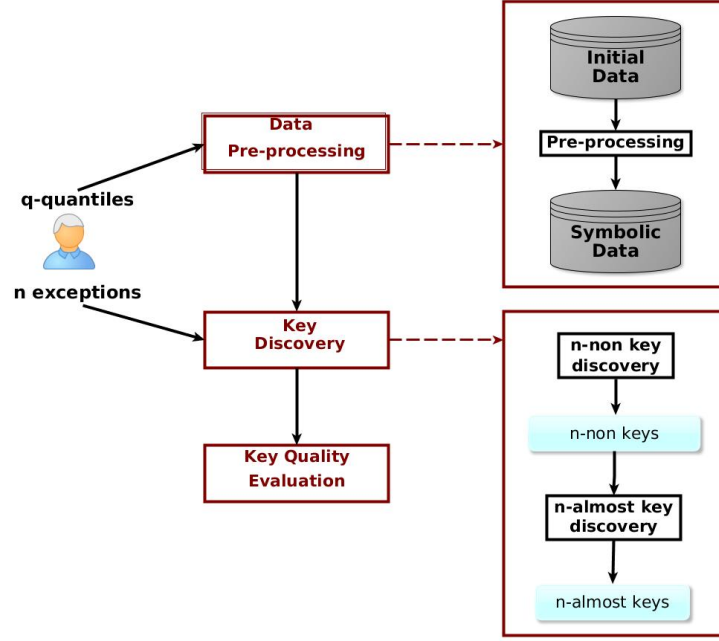 Initial
Data
Data
Pre-processing
Pre-processing
q-quantiles
Symbolic
Data
n exceptions
Key
Discovery
n-non key
discovery
n-non keys
Key Quality
Evaluation
n-almost key
discovery
n-almost keys